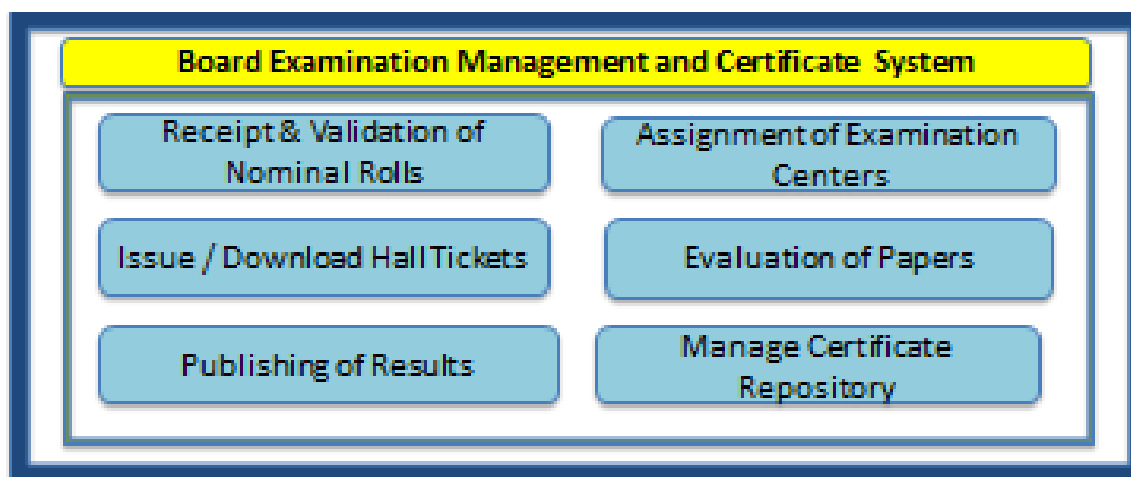 Board Examination Management and Certificate System
Receipt & Validation of
Nominal Rolls
Assignment of Examination
Centers
Issue / Download Hall Tickets
Evaluation of Papers
Publishing of Results
Manage Certificate
Repository